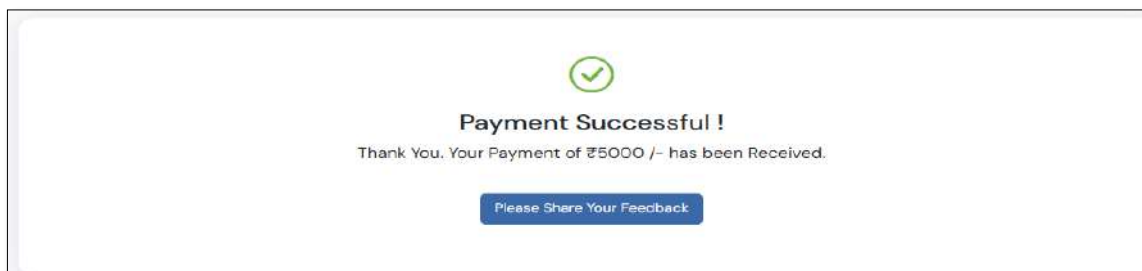 Payment Successful !
Thank You. Your Payment of ₹5000 /- has been Received.
Please Share Your Feedback